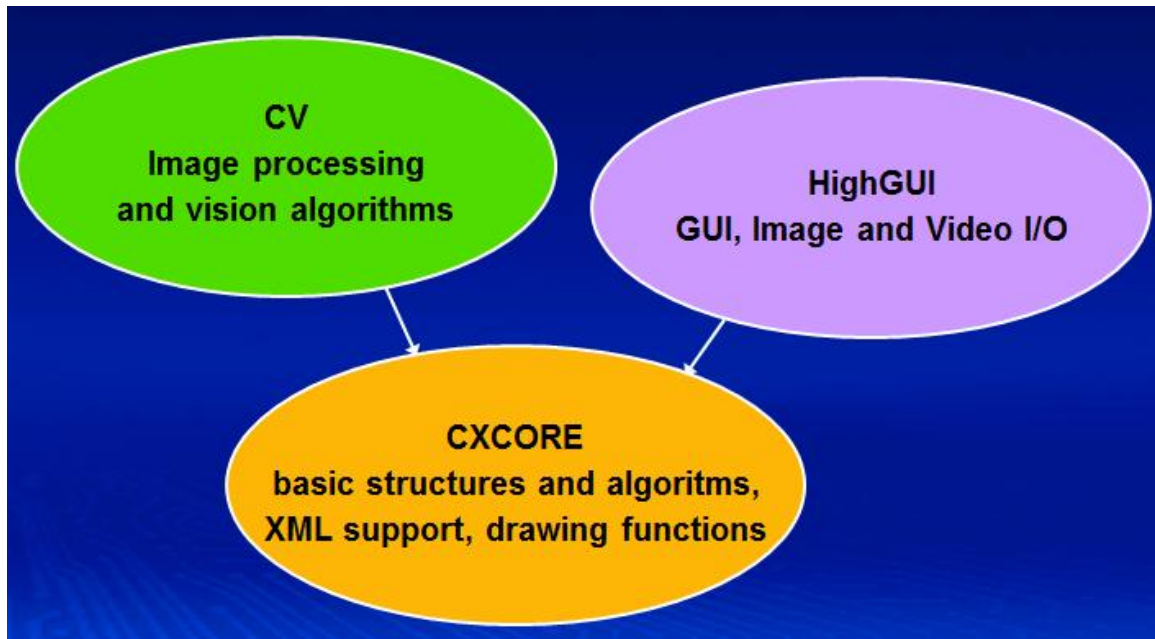 CV
Image processing
and vision algorithms
HighGUI
GUI, Image and Video I/O
CXCORE
basic structures and algoritms,
XML support, drawing functions